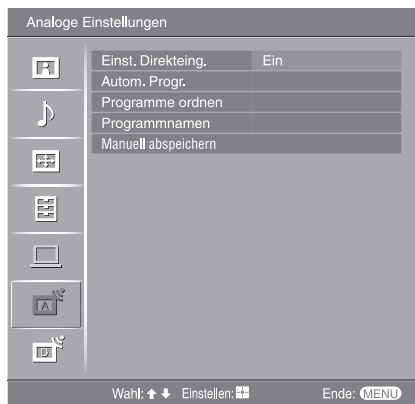 Analoge Einstellungen
Einst. Direkteing. Ein
Autom. Progr.
Programme ordnen
Programmnamen
Manuell abspeichern
A
D
Wahl: ↑ ↓ Einstellen: Ende: MENU